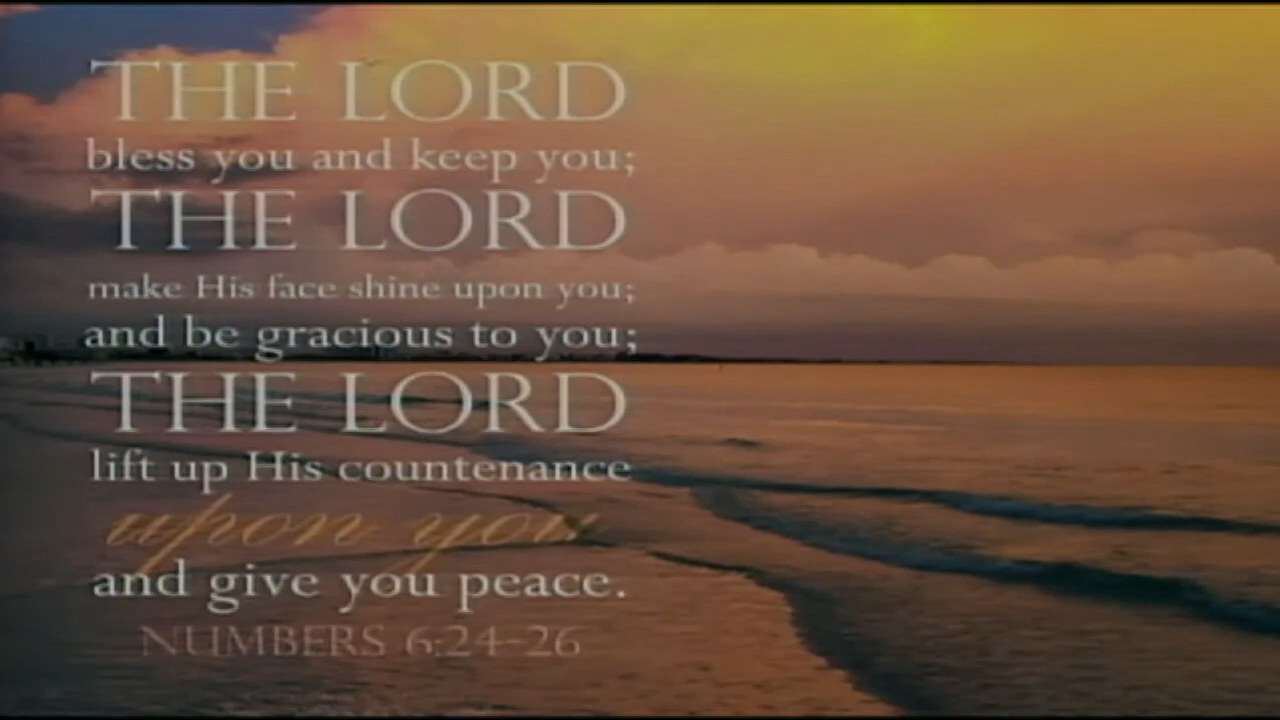 THE LORD
bless you and keep you;
THE LORD
make His face shine upon you;
and be gracious to you;
THE LORD
lift up His countenance
upon you
and give you peace.
NUMBERS 6:24-26